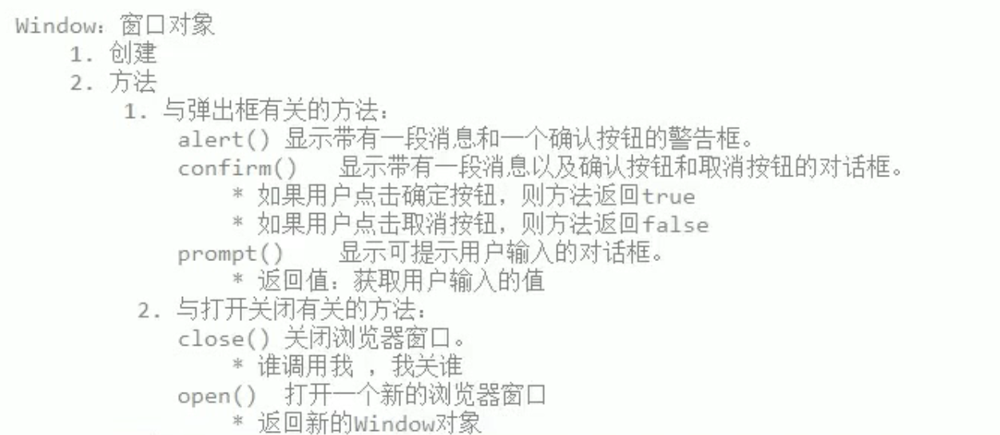 Window：窗口对象
1. 创建
2. 方法
1. 与弹出框有关的方法：
alert() 显示带有一段消息和一个确认按钮的警告框。
confirm() 显示带有一段消息以及确认按钮和取消按钮的对话框。
* 如果用户点击确定按钮，则方法返回true
* 如果用户点击取消按钮，则方法返回false
prompt() 显示可提示用户输入的对话框。
* 返回值：获取用户输入的值
2. 与打开关闭有关的方法：
close() 关闭浏览器窗口。
* 谁调用我 ，我关谁
open() 打开一个新的浏览器窗口
* 返回新的Window对象